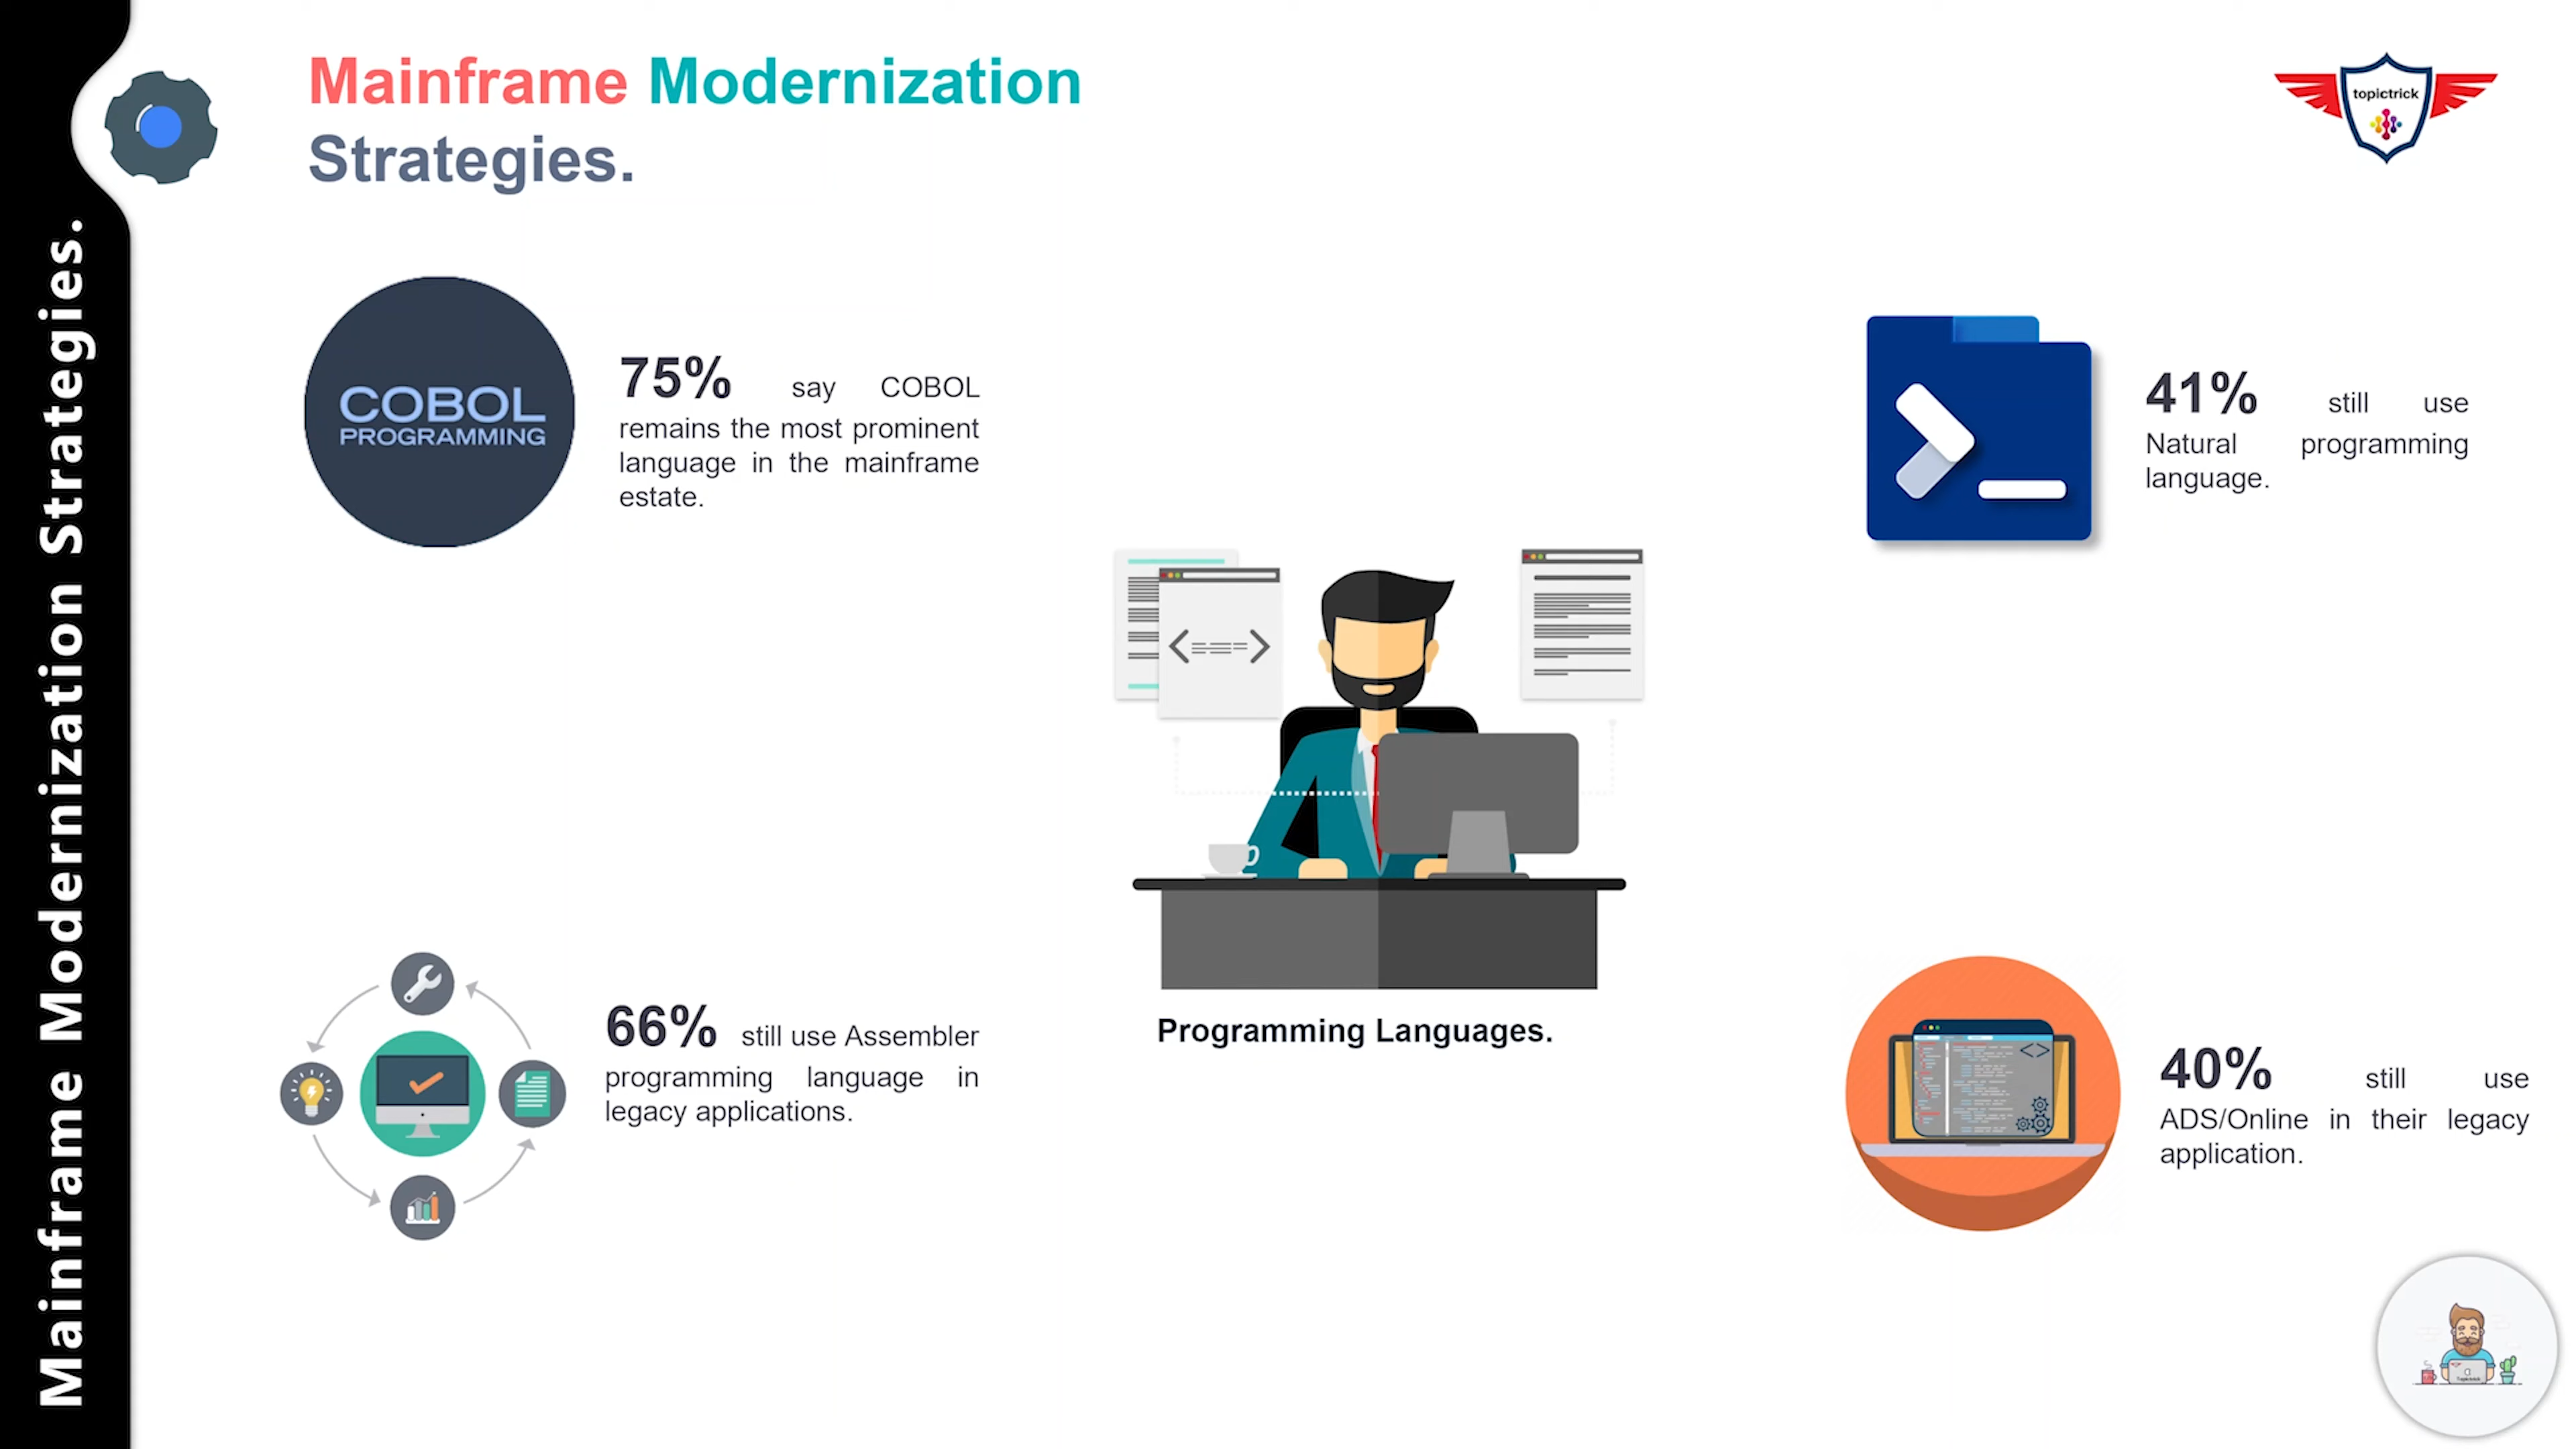 Mainframe Modernization Strategies.
Mainframe Modernization
Strategies.
topictrick
COBOL
PROGRAMMING
75% say COBOL
remains the most prominent
language in the mainframe
estate.
41% still use
Natural programming
language.
66% still use Assembler
programming language in
legacy applications.
Programming Languages.
40% still use
ADS/Online in their legacy
application.